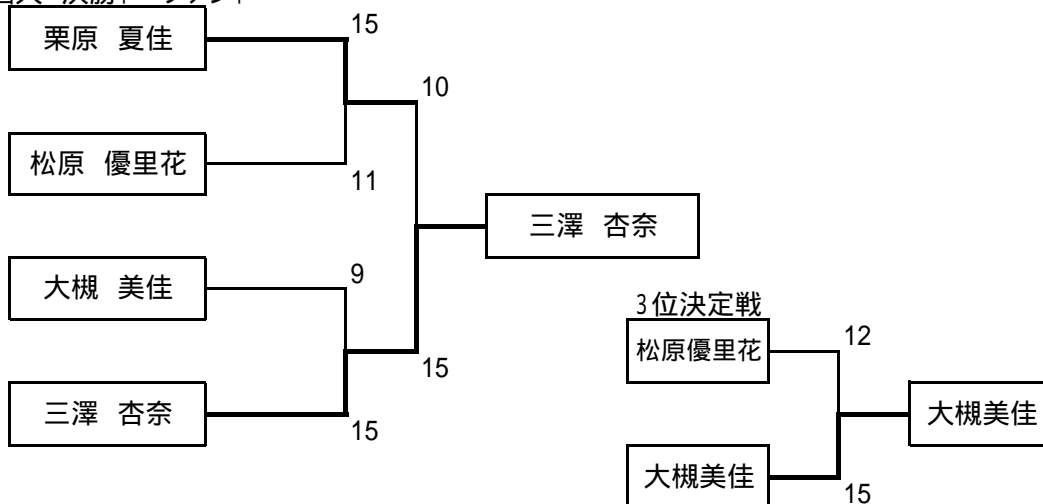 栗原 夏佳
15
10
松原 優里花
11
三澤 杏奈
大槻 美佳
9
15
三澤 杏奈
15
3位決定戦
松原優里花
12
大槻美佳
大槻美佳
15